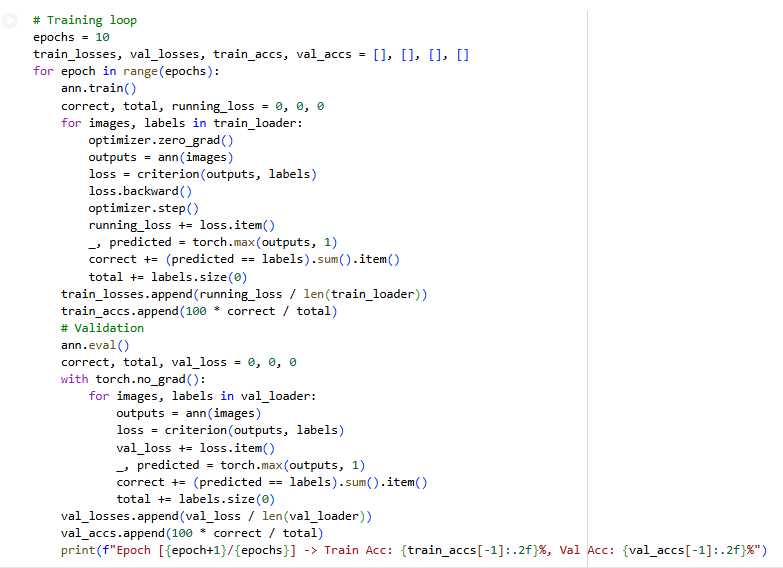 # Training loop
epochs = 10
train_losses, val_losses, train_accs, val_accs = [], [], [], []
for epoch in range(epochs):
    ann.train()
    correct, total, running_loss = 0, 0, 0
    for images, labels in train_loader:
        optimizer.zero_grad()
        outputs = ann(images)
        loss = criterion(outputs, labels)
        loss.backward()
        optimizer.step()
        running_loss += loss.item()
        _, predicted = torch.max(outputs, 1)
        correct += (predicted == labels).sum().item()
        total += labels.size(0)
    train_losses.append(running_loss / len(train_loader))
    train_accs.append(100 * correct / total)
    # Validation
    ann.eval()
    correct, total, val_loss = 0, 0, 0
    with torch.no_grad():
        for images, labels in val_loader:
            outputs = ann(images)
            loss = criterion(outputs, labels)
            val_loss += loss.item()
            _, predicted = torch.max(outputs, 1)
            correct += (predicted == labels).sum().item()
            total += labels.size(0)
    val_losses.append(val_loss / len(val_loader))
    val_accs.append(100 * correct / total)
    print(f"Epoch [{epoch+1}/{epochs}] -> Train Acc: {train_accs[-1]:.2f}%, Val Acc: {val_accs[-1]:.2f}%")